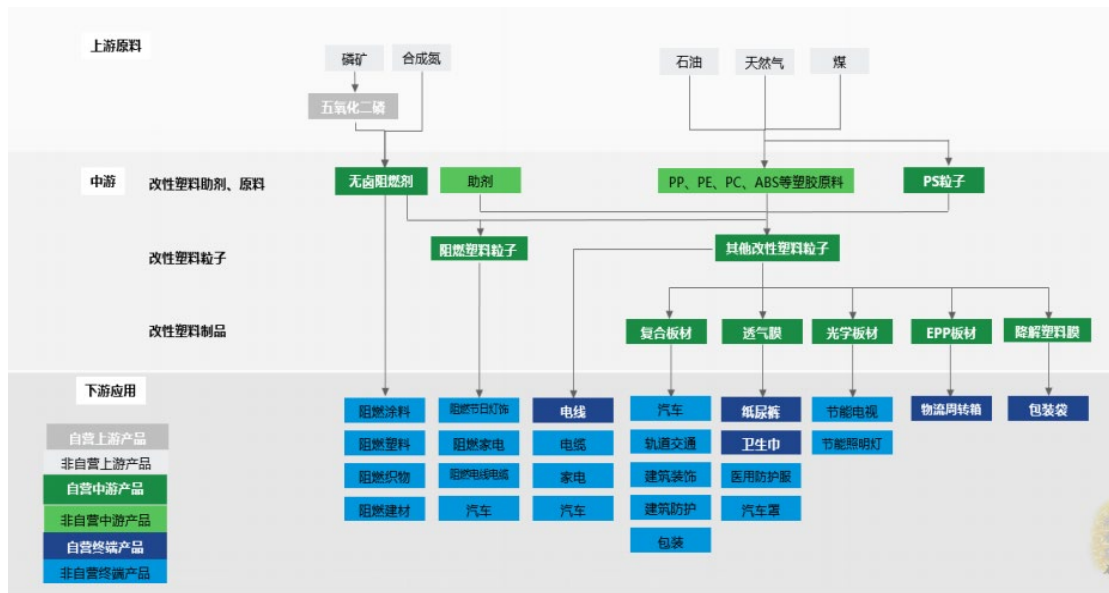 上游原料
磷矿
合成氮
石油
天然气
煤
五氧化二磷
中游
改性塑料助剂、原料
无卤阻燃剂
助剂
PP、PE、PC、ABS等塑胶原料
PS粒子
改性塑料粒子
阻燃塑料粒子
其他改性塑料粒子
改性塑料制品
复合板材
透气膜
光学板材
EPP板材
降解塑料膜
下游应用
阻燃涂料
阻燃节日灯饰
电线
汽车
纸尿裤
节能电视
物流周转箱
包装袋
阻燃塑料
阻燃家电
电缆
轨道交通
卫生巾
节能照明灯
阻燃织物
阻燃电线电缆
家电
建筑装饰
医用防护服
阻燃建材
汽车
汽车
建筑防护
汽车罩
包装
自营上游产品
非自营上游产品
自营中游产品
非自营中游产品
自营终端产品
非自营终端产品